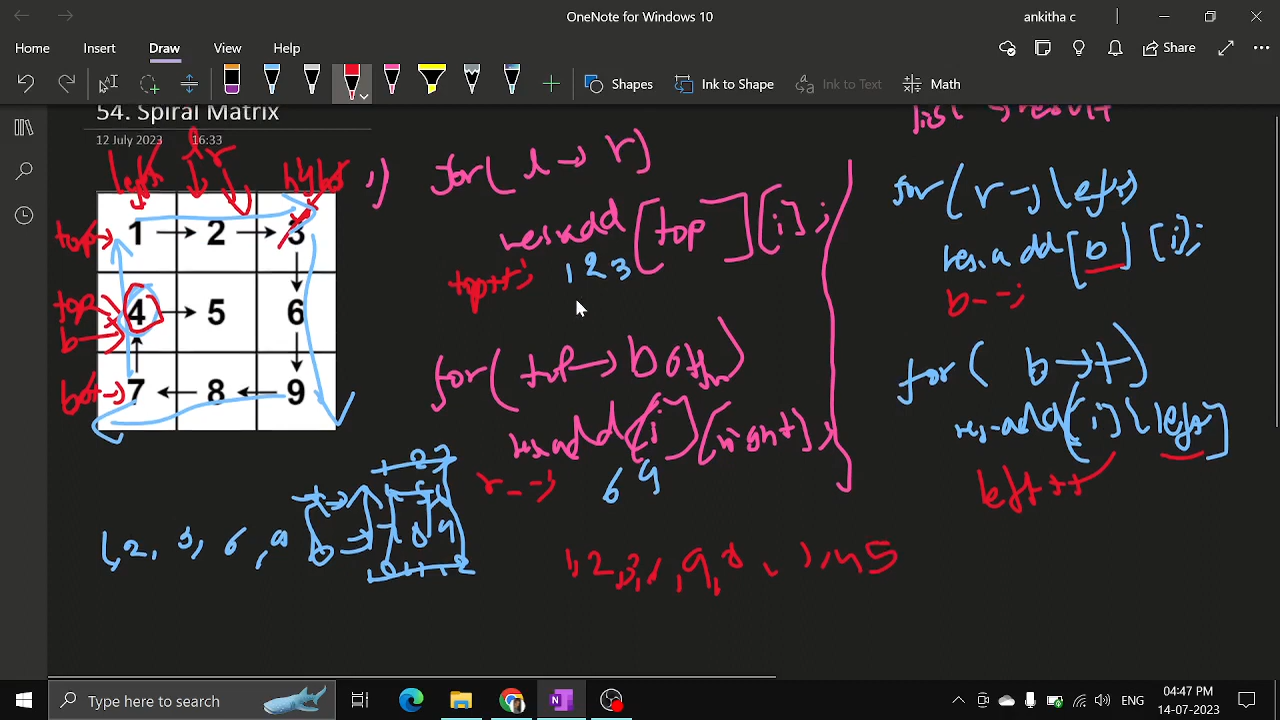 OneNote for Windows 10
ankitha c
Home Insert Draw View Help
Share
Shapes Ink to Shape Ink to Text Math
54. Spiral Matrix
12 July 2023 16:33
left r
1 2 3
4 5 6
7 8 9
top
top
b
bot
1)
for( l → r)
res.add [top] [i];
top++;
1 2 3
for( top → bottom)
res.add [i] [right];
r--;
6 9
list → result
for( r → left)
res.add [b] [i];
b--;
for( b → t)
res.add [i] [left]
left++
1, 2, 3, 6, 9
1, 2, 3, 6, 9, 8, 7, 4, 5
Type here to search
ENG
04:47 PM
14-07-2023